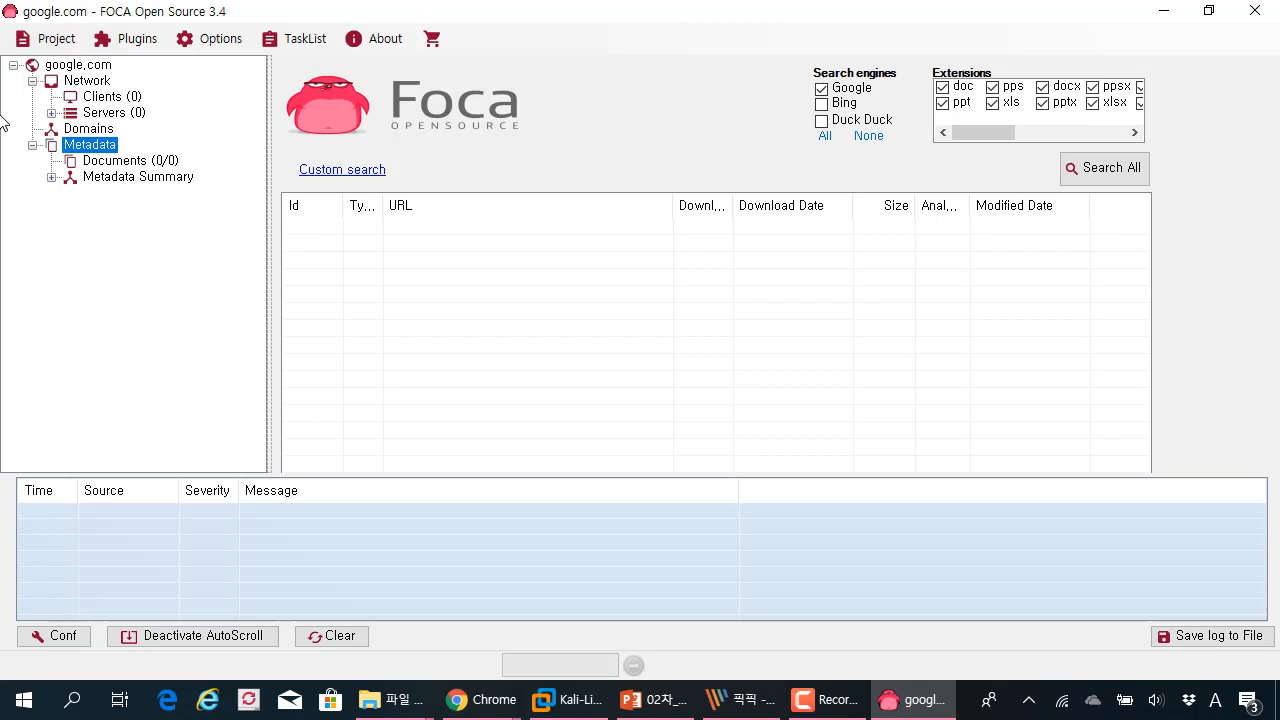 google.com - FOCA Open Source 3.4
Project Plugins Options TaskList About
google.com
Network
Clients (0)
Servers (0)
Domains
Metadata
Documents (0/0)
Metadata Summary
Foca
OPENSOURCE
Search engines
Google
Bing
Duck Duck
All None
Extensions
doc pps docx ppsx
ppt xls pptx xlsx
Custom search
Search All
Id Ty... URL Downl... Download Date Size Anal... Modified Date
Time Source Severity Message
Conf Deactivate AutoScroll Clear Save log to File
파일 ... Chrome Kali-Li... 02차_...픽픽 -... Recor... googl... A 3